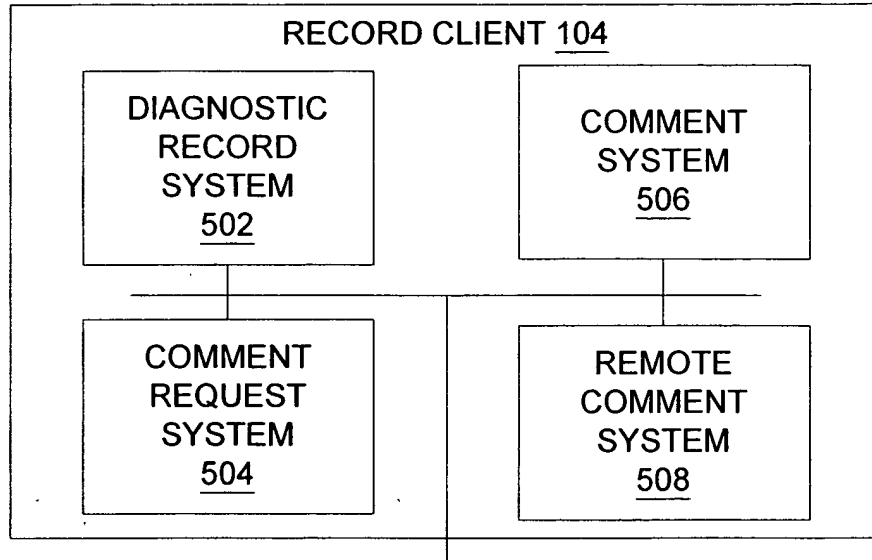 RECORD CLIENT 104
DIAGNOSTIC
RECORD
SYSTEM
502
COMMENT
SYSTEM
506
COMMENT
REQUEST
SYSTEM
504
REMOTE
COMMENT
SYSTEM
508